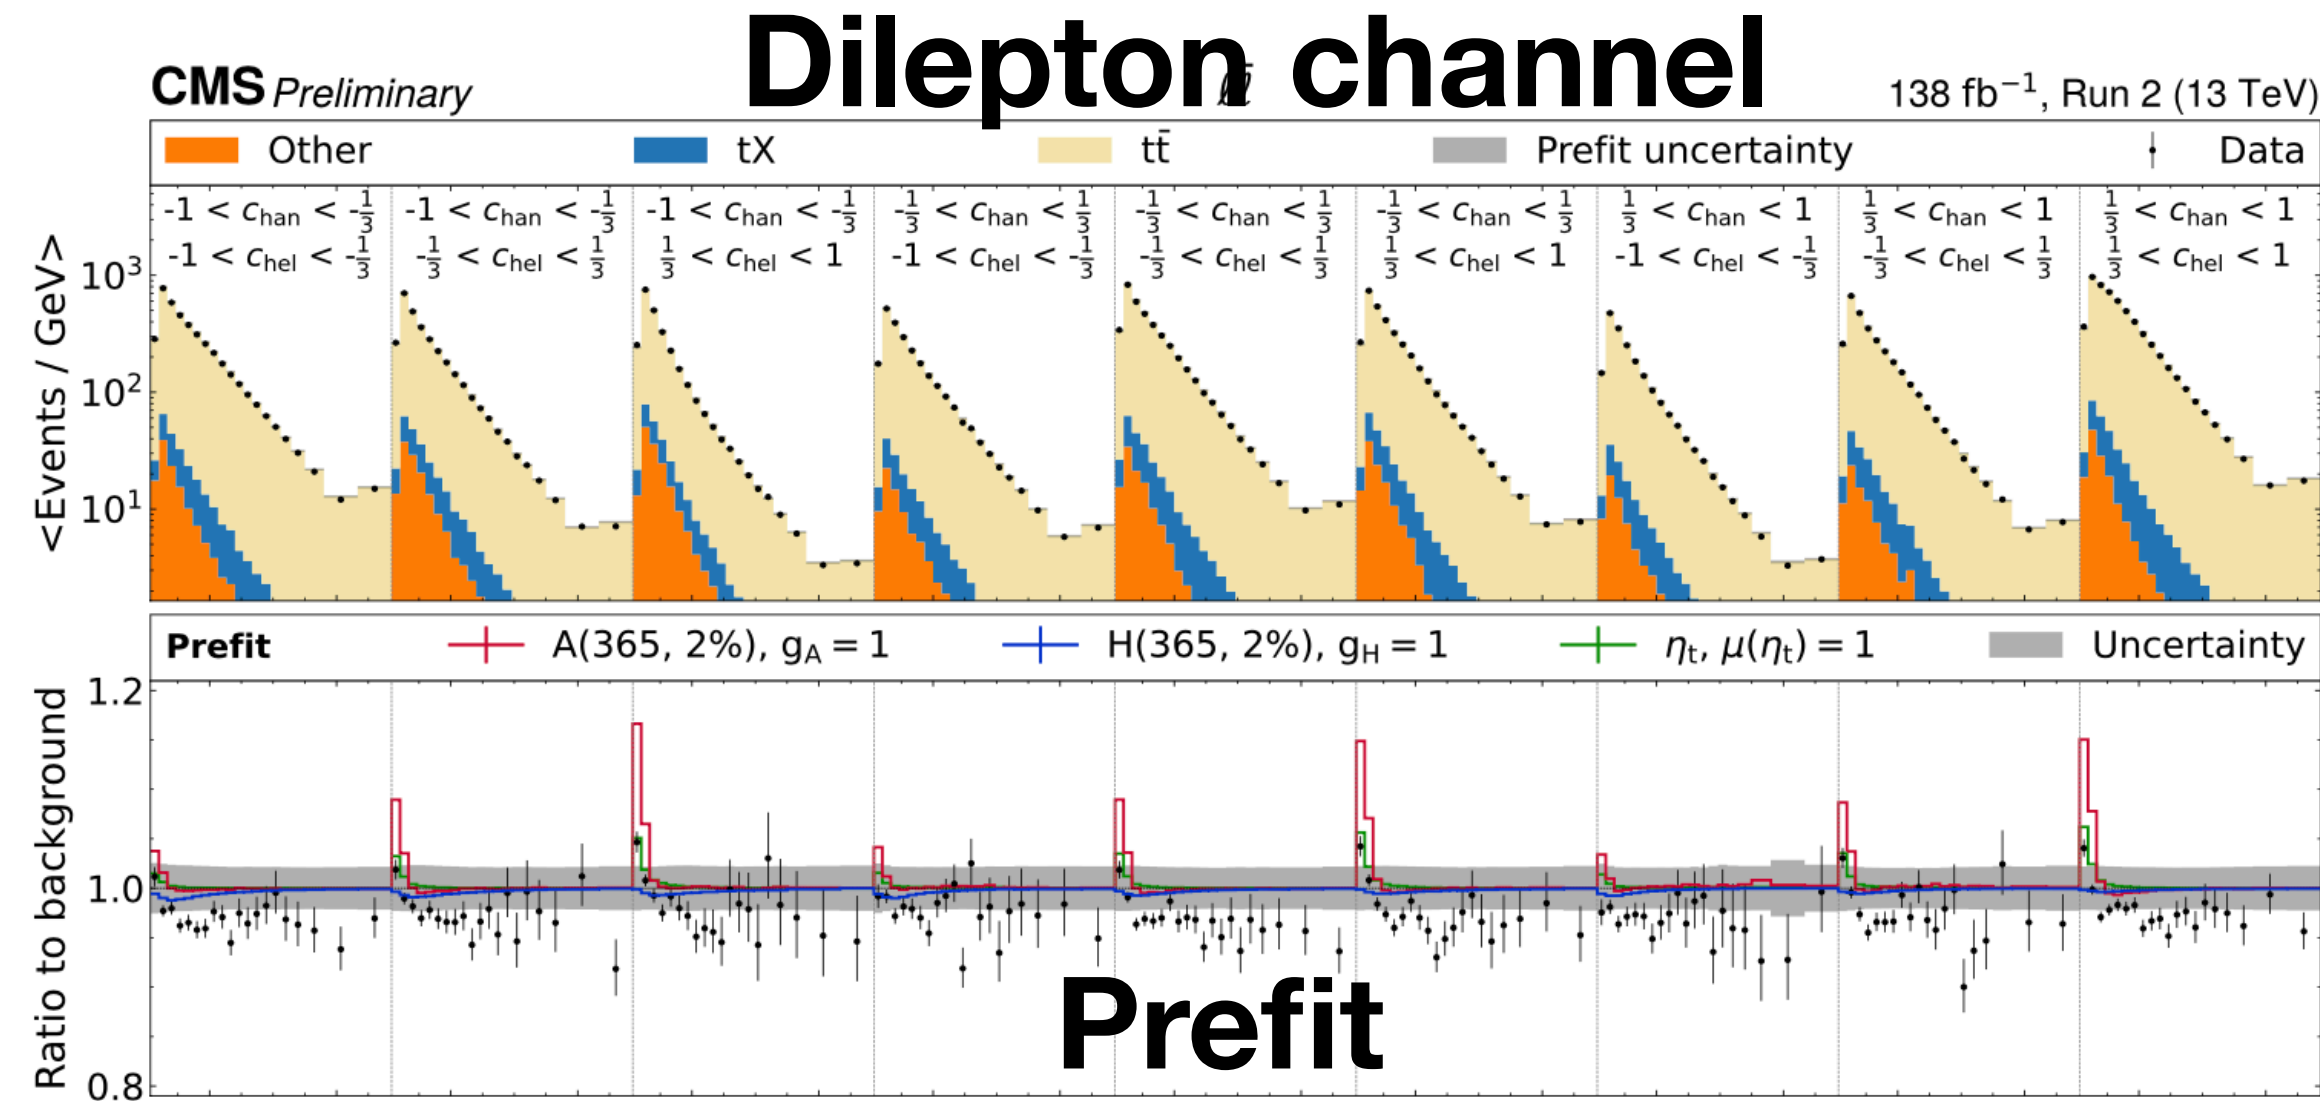 Dilepton channel
CMS Preliminary ℓℓ̄ 138 fb⁻¹, Run 2 (13 TeV)
Other tX tt̄ Prefit uncertainty Data
-1 < c_han < -1/3 -1 < c_han < -1/3 -1 < c_han < -1/3 -1/3 < c_han < 1/3 -1/3 < c_han < 1/3 -1/3 < c_han < 1/3 1/3 < c_han < 1 1/3 < c_han < 1 1/3 < c_han < 1
-1 < c_hel < -1/3 -1/3 < c_hel < 1/3 1/3 < c_hel < 1 -1 < c_hel < -1/3 -1/3 < c_hel < 1/3 1/3 < c_hel < 1 -1 < c_hel < -1/3 -1/3 < c_hel < 1/3 1/3 < c_hel < 1
<Events / GeV>
10³
10²
10¹
Prefit A(365, 2%), g_A = 1 H(365, 2%), g_H = 1 η_t, μ(η_t) = 1 Uncertainty
Ratio to background
1.2
1.0
0.8
Prefit